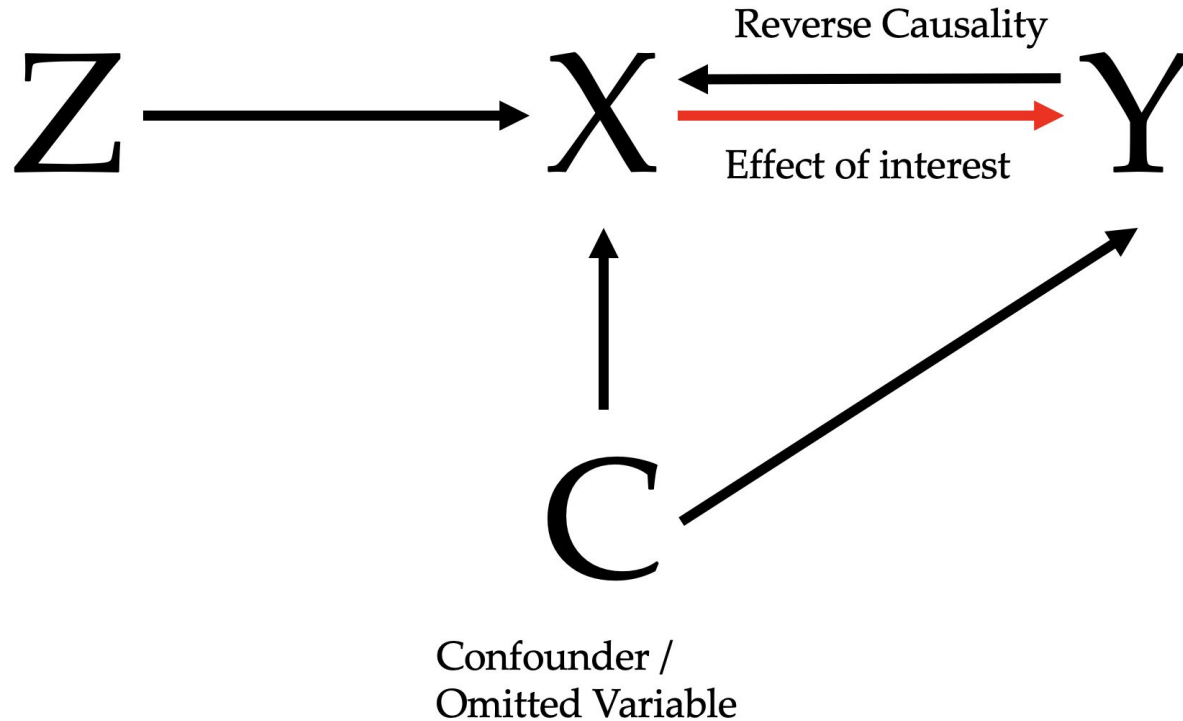 Reverse Causality
Z
X
Y
Effect of interest
C
Confounder /
Omitted Variable